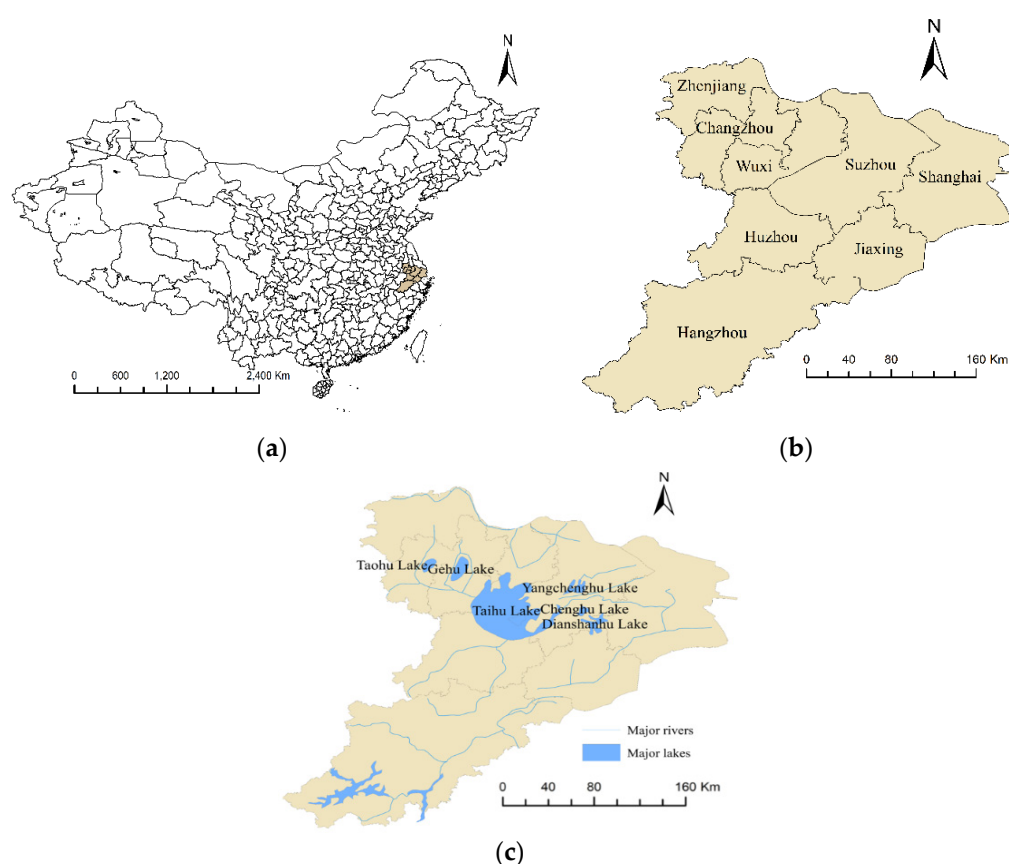 N
0 600 1,200 2,400 Km
(a)
N
Zhenjiang
Changzhou
Wuxi
Suzhou
Shanghai
Huzhou
Jiaxing
Hangzhou
0 40 80 160 Km
(b)
N
Taohu Lake
Gehu Lake
Yangchenghu Lake
Taihu Lake
Chenghu Lake
Dianshanhu Lake
Major rivers
Major lakes
0 40 80 160 Km
(c)